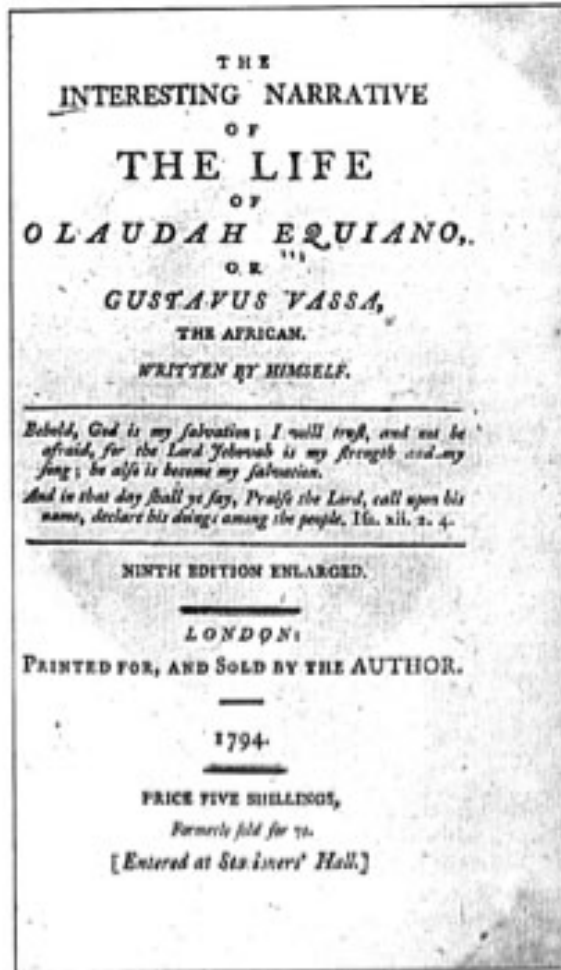 THE
INTERESTING NARRATIVE
OF
THE LIFE
OF
OLAUDAH EQUIANO,
OR
GUSTAVUS VASSA,
THE AFRICAN.
WRITTEN BY HIMSELF.
Behold, God is my ſalvation; I will truſt, and not be
afraid, for the Lord Jehovah is my ſtrength and my
ſong; he alſo is become my ſalvation.
And in that day ſhall ye ſay, Praiſe the Lord, call upon his
name, declare his doings among the people. Iſa. xii. 2. 4.
NINTH EDITION ENLARGED.
LONDON:
PRINTED FOR, AND SOLD BY THE AUTHOR.
1794.
PRICE FIVE SHILLINGS,
Formerly ſold for 7s.
[Entered at Stationers' Hall.]